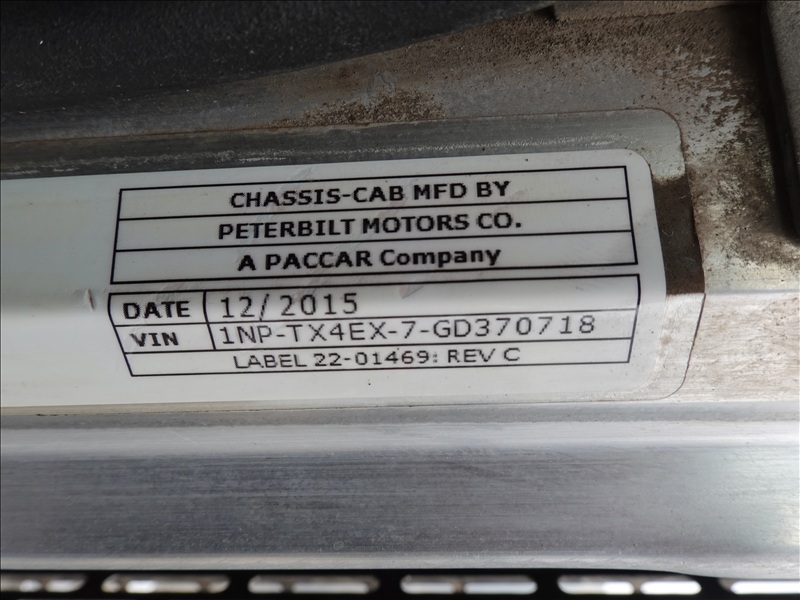 CHASSIS-CAB MFD BY
PETERBILT MOTORS CO.
A PACCAR Company
DATE 12/2015
VIN 1NP-TX4EX-7-GD370718
LABEL 22-01469: REV C